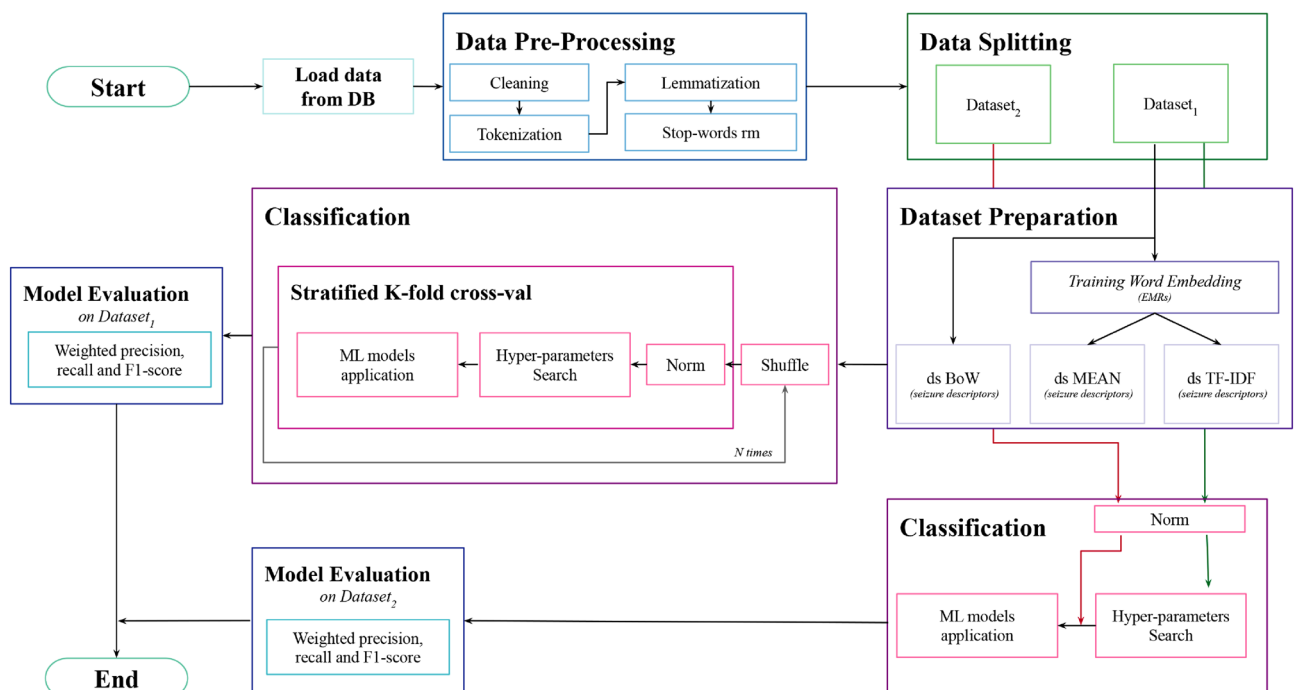 Start
Load data
from DB
Data Pre-Processing
Cleaning
Tokenization
Lemmatization
Stop-words rm
Data Splitting
Dataset2
Dataset1
Dataset Preparation
Training Word Embedding
(EMRs)
ds BoW
(seizure descriptors)
ds MEAN
(seizure descriptors)
ds TF-IDF
(seizure descriptors)
Classification
Stratified K-fold cross-val
ML models
application
Hyper-parameters
Search
Norm
Shuffle
N times
Model Evaluation
on Dataset1
Weighted precision,
recall and F1-score
Classification
Norm
ML models
application
Hyper-parameters
Search
Model Evaluation
on Dataset2
Weighted precision,
recall and F1-score
End